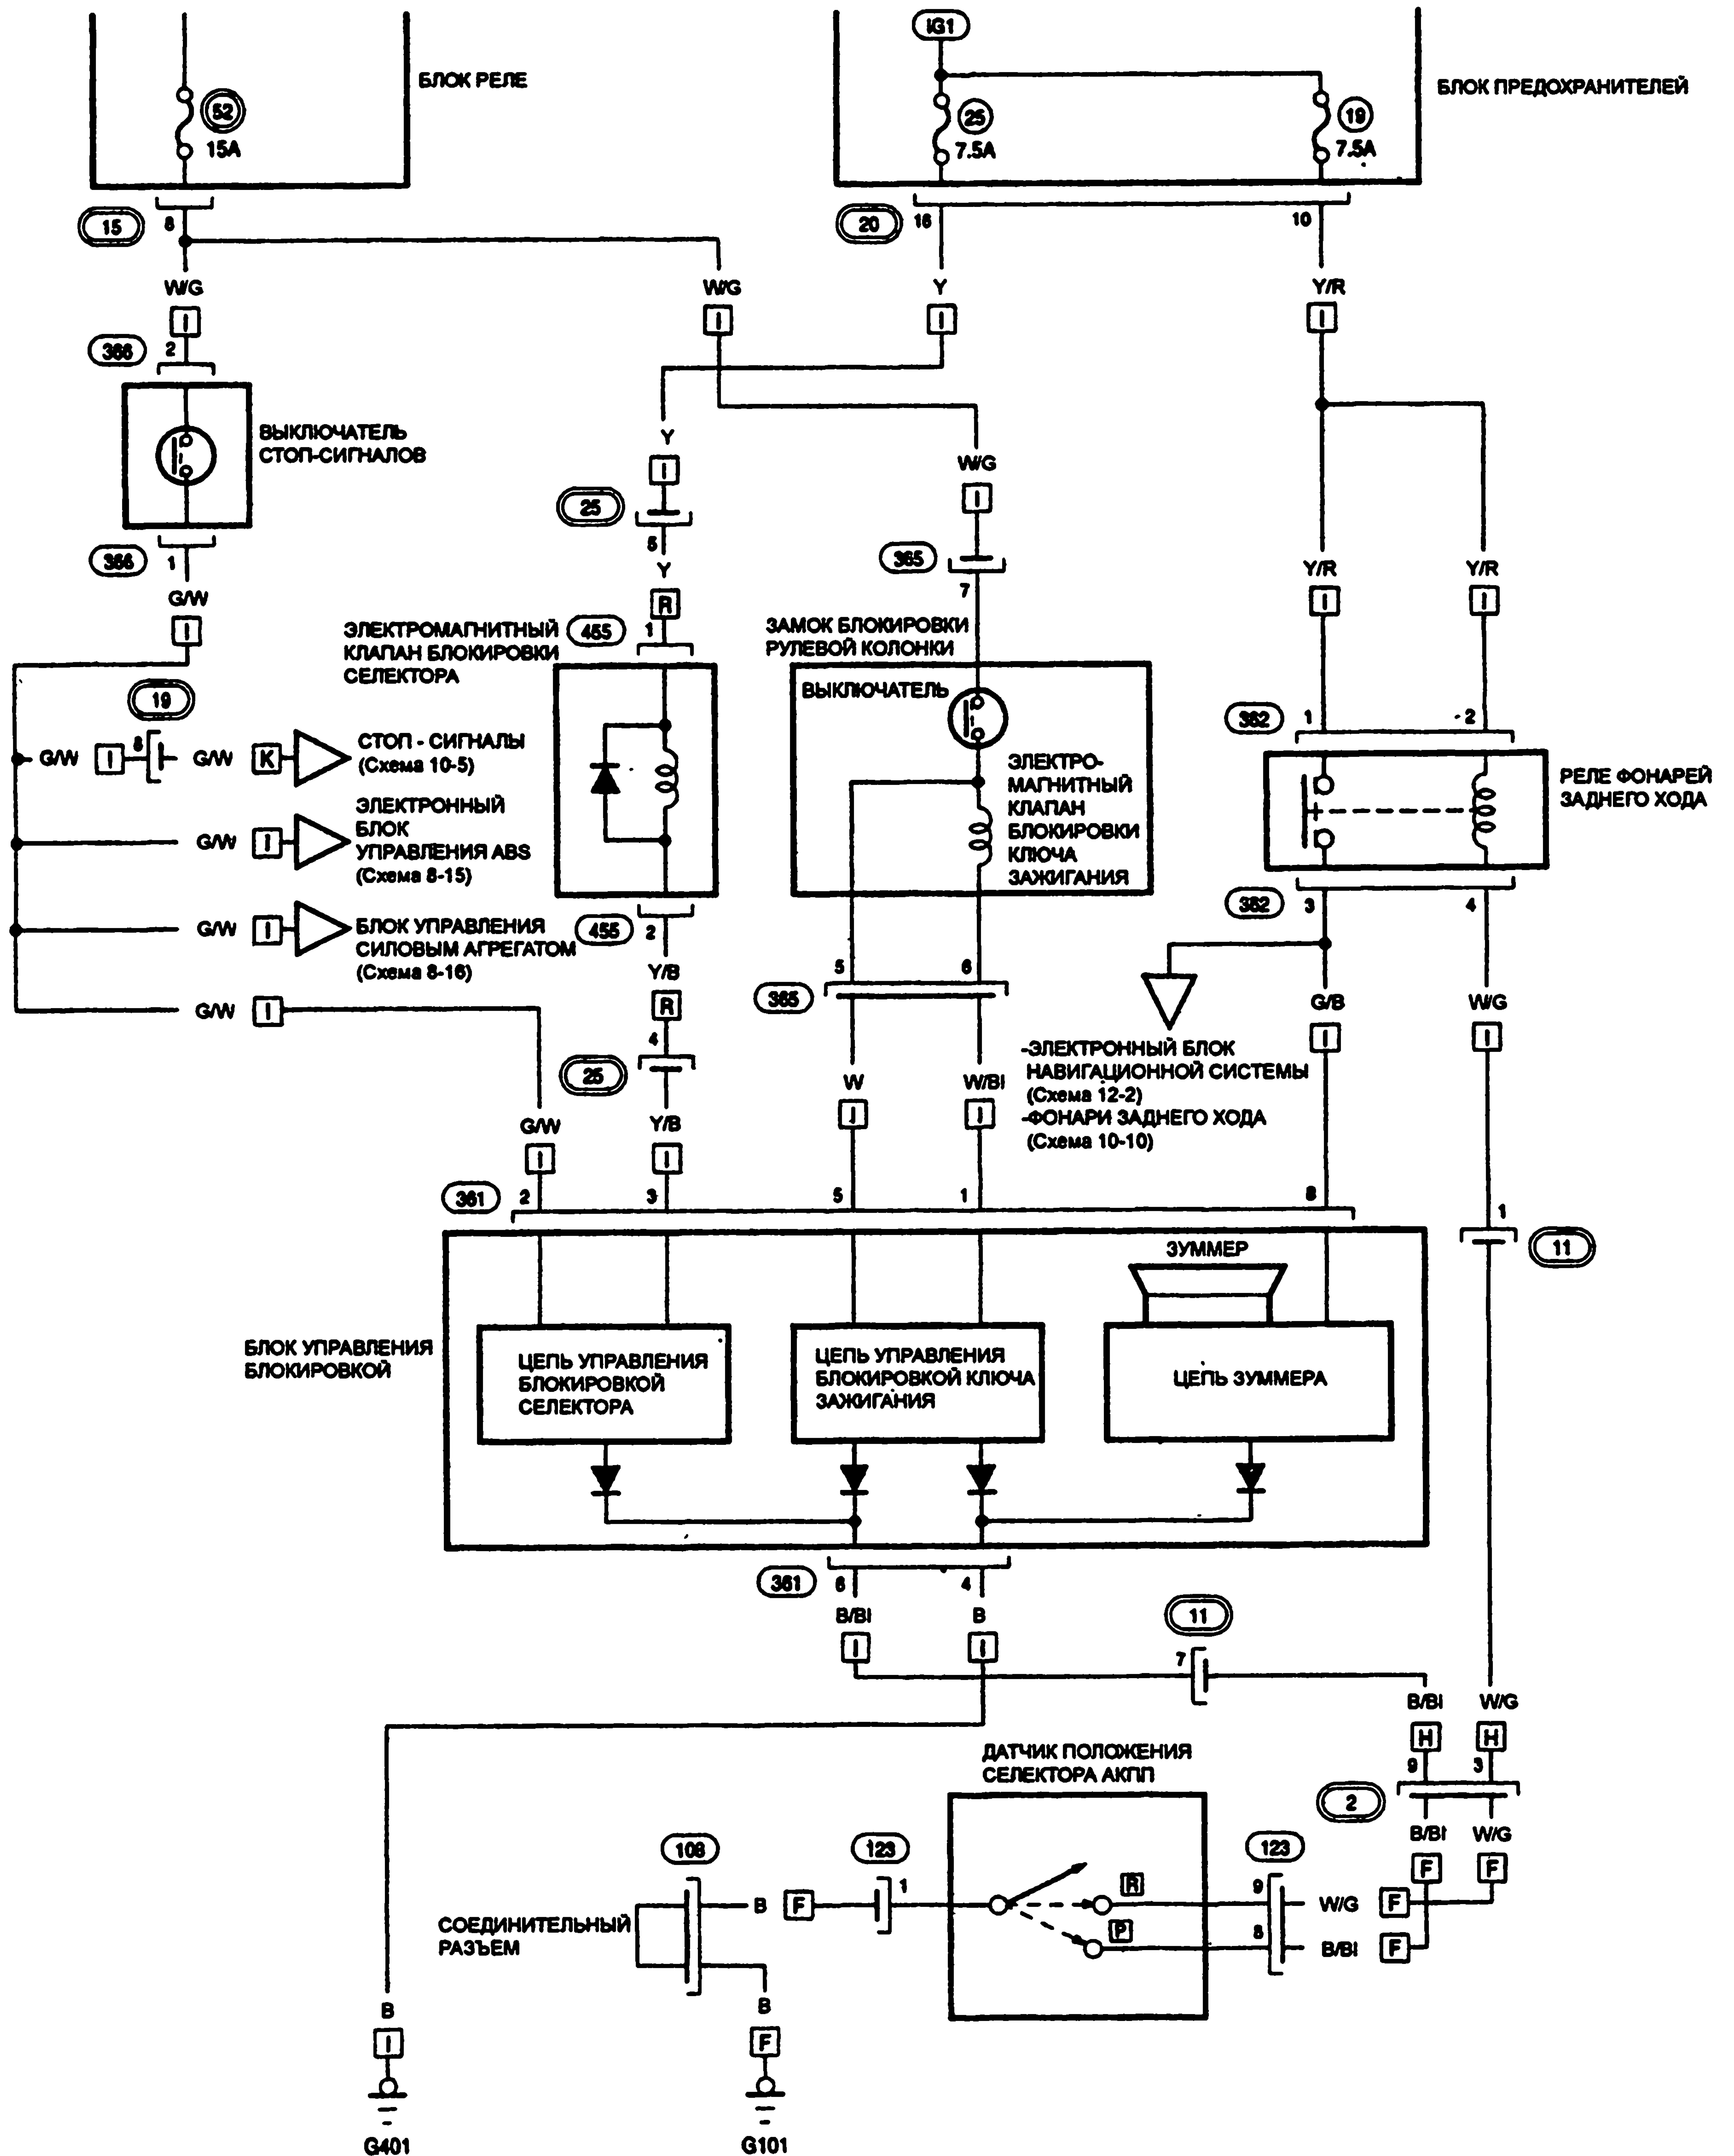 IG1
БЛОК РЕЛЕ
БЛОК ПРЕДОХРАНИТЕЛЕЙ
52
15A
25
7.5A
19
7.5A
15
8
20
16
10
W/G
W/G
Y
Y/R
I
I
I
I
366
2
ВЫКЛЮЧАТЕЛЬ
СТОП-СИГНАЛОВ
Y
W/G
I
I
25
5
365
7
366
1
Y
Y/R
Y/R
G/W
R
I
I
I
ЭЛЕКТРОМАГНИТНЫЙ
КЛАПАН БЛОКИРОВКИ
СЕЛЕКТОРА
455
1
ЗАМОК БЛОКИРОВКИ
РУЛЕВОЙ КОЛОНКИ
ВЫКЛЮЧАТЕЛЬ
19
8
362
1
2
G/W
I
G/W
K
СТОП - СИГНАЛЫ
(Схема 10-5)
ЭЛЕКТРО-
МАГНИТНЫЙ
КЛАПАН
БЛОКИРОВКИ
КЛЮЧА
ЗАЖИГАНИЯ
РЕЛЕ ФОНАРЕЙ
ЗАДНЕГО ХОДА
G/W
I
ЭЛЕКТРОННЫЙ
БЛОК
УПРАВЛЕНИЯ ABS
(Схема 8-15)
362
3
4
G/W
I
БЛОК УПРАВЛЕНИЯ
СИЛОВЫМ АГРЕГАТОМ
(Схема 8-16)
455
2
Y/B
R
4
5
6
365
G/B
W/G
I
I
G/W
I
25
-ЭЛЕКТРОННЫЙ БЛОК
НАВИГАЦИОННОЙ СИСТЕМЫ
(Схема 12-2)
-ФОНАРИ ЗАДНЕГО ХОДА
(Схема 10-10)
W
W/Bl
I
I
G/W
Y/B
I
I
361
2
3
5
1
8
1
11
ЗУММЕР
БЛОК УПРАВЛЕНИЯ
БЛОКИРОВКОЙ
ЦЕПЬ УПРАВЛЕНИЯ
БЛОКИРОВКОЙ
СЕЛЕКТОРА
ЦЕПЬ УПРАВЛЕНИЯ
БЛОКИРОВКОЙ КЛЮЧА
ЗАЖИГАНИЯ
ЦЕПЬ ЗУММЕРА
361
6
4
B/Bl
B
I
I
11
7
B/Bl
W/G
H
H
9
3
2
ДАТЧИК ПОЛОЖЕНИЯ
СЕЛЕКТОРА АКПП
B/Bl
W/G
F
F
108
123
1
123
СОЕДИНИТЕЛЬНЫЙ
РАЗЪЕМ
B
F
R
P
9
W/G
F
8
B/Bl
F
B
I
B
F
G401
G101